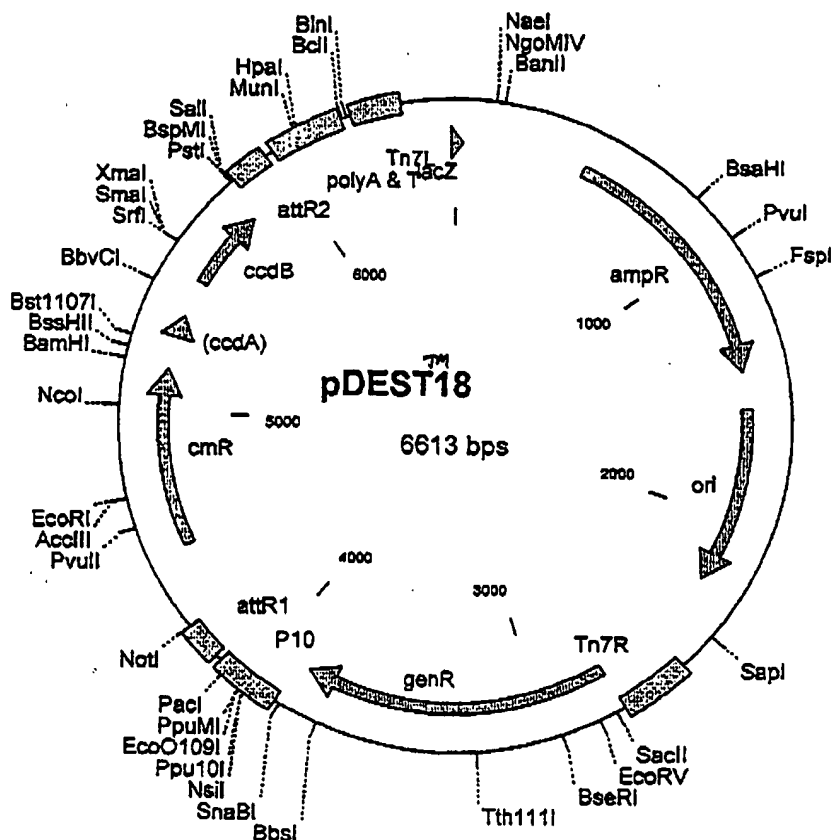 BlnI
BclI
HpaI
MunI
SalI
BspMI
PstI
XmaI
SmaI
SrfI
BbvCI
Bst1107I
BssHII
BamHI
NcoI
EcoRI
AccIII
PvuII
NotI
PacI
PpuMI
EcoO109I
Ppu10I
NsiI
SnaBI
BbsI
Tth111I
BseRI
EcoRV
SacII
SapI
FspI
PvuI
BsaHI
BanII
NgoMIV
NaeI
Tn7L
lacZ
polyA & T
attR2
ccdB
(ccdA)
cmR
attR1
P10
genR
Tn7R
ori
ampR
6000
1000
5000
2000
4000
3000
pDEST™18
6613 bps